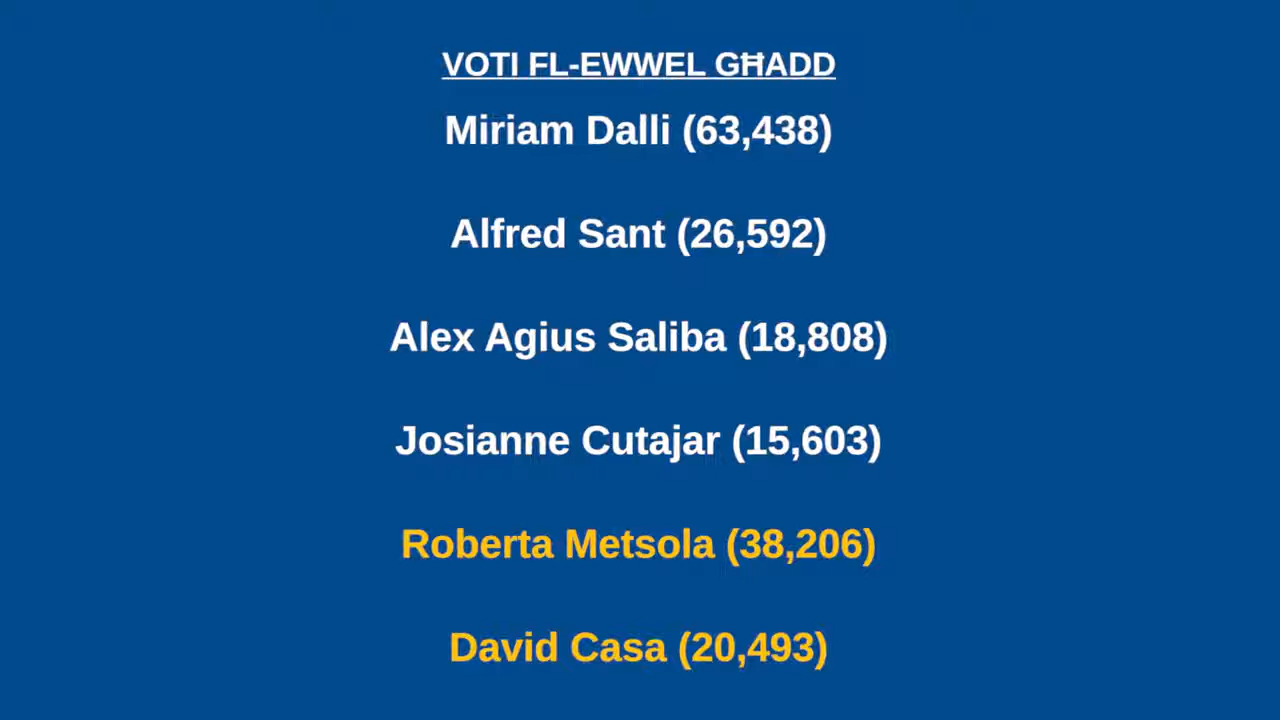 VOTI FL-EWWEL GĦADD
Miriam Dalli (63,438)
Alfred Sant (26,592)
Alex Agius Saliba (18,808)
Josianne Cutajar (15,603)
Roberta Metsola (38,206)
David Casa (20,493)